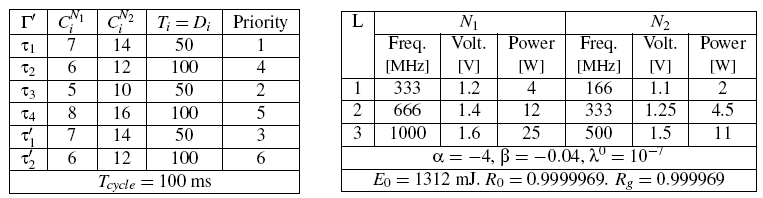 Γ′ C_i^{N1} C_i^{N2} T_i = D_i Priority
τ1 7 14 50 1
τ2 6 12 100 4
τ3 5 10 50 2
τ4 8 16 100 5
τ′1 7 14 50 3
τ′2 6 12 100 6
T_cycle = 100 ms
L N1 N2
Freq. Volt. Power Freq. Volt. Power
[MHz] [V] [W] [MHz] [V] [W]
1 333 1.2 4 166 1.1 2
2 666 1.4 12 333 1.25 4.5
3 1000 1.6 25 500 1.5 11
α = −4, β = −0.04, λ⁰ = 10⁻⁷
E0 = 1312 mJ. R0 = 0.9999969. Rg = 0.999969